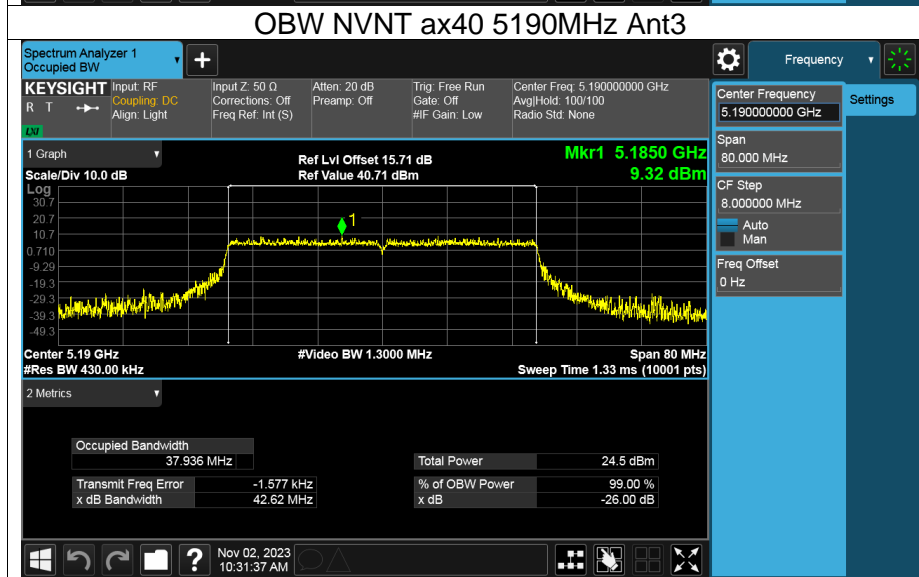 OBW NVNT ax40 5190MHz Ant3
Spectrum Analyzer 1
Occupied BW
+
Frequency
KEYSIGHT
R T
LXI
Input: RF
Coupling: DC
Align: Light
Input Z: 50 Ω
Corrections: Off
Freq Ref: Int (S)
Atten: 20 dB
Preamp: Off
Trig: Free Run
Gate: Off
#IF Gain: Low
Center Freq: 5.190000000 GHz
Avg|Hold: 100/100
Radio Std: None
Center Frequency
5.190000000 GHz
Settings
Span
80.000 MHz
CF Step
8.000000 MHz
Auto
Man
Freq Offset
0 Hz
1 Graph
Scale/Div 10.0 dB
Ref Lvl Offset 15.71 dB
Ref Value 40.71 dBm
Mkr1 5.1850 GHz
9.32 dBm
Log
30.7
20.7
10.7
0.710
-9.29
-19.3
-29.3
-39.3
-49.3
1
Center 5.19 GHz
#Res BW 430.00 kHz
#Video BW 1.3000 MHz
Span 80 MHz
Sweep Time 1.33 ms (10001 pts)
2 Metrics
Occupied Bandwidth
37.936 MHz
Total Power 24.5 dBm
Transmit Freq Error -1.577 kHz
% of OBW Power 99.00 %
x dB Bandwidth 42.62 MHz
x dB -26.00 dB
?
Nov 02, 2023
10:31:37 AM